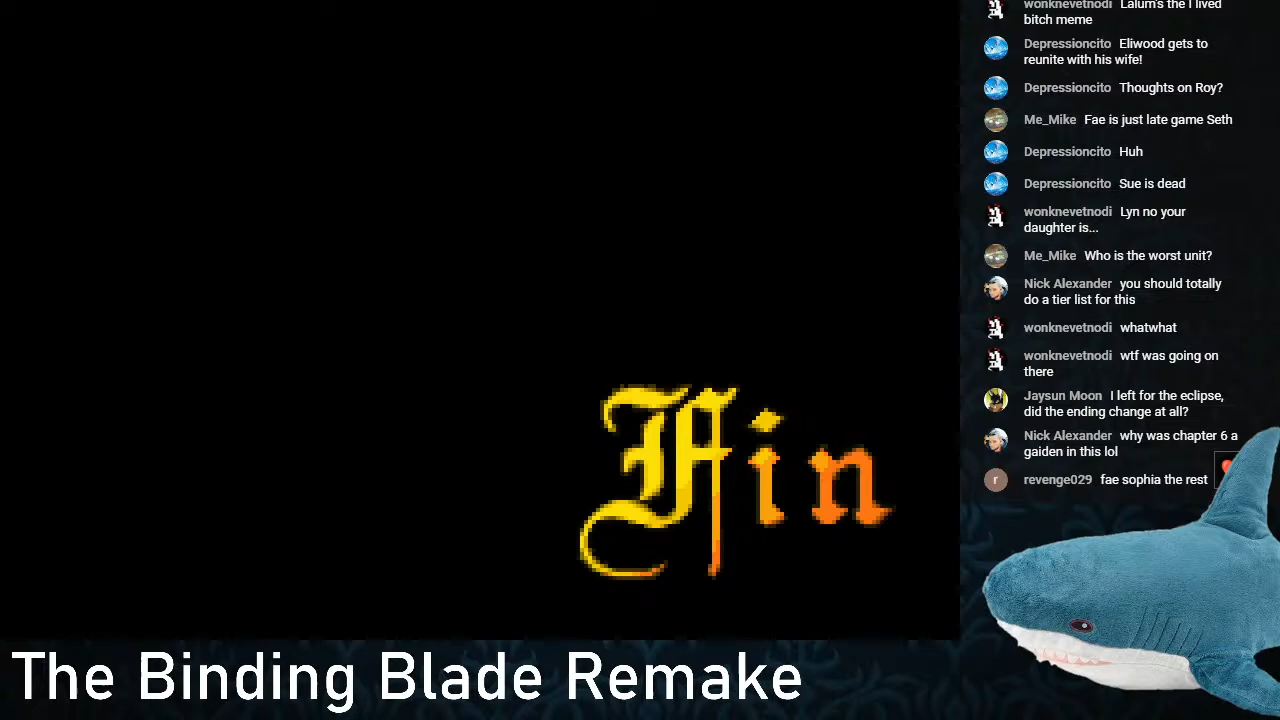 wonknevetnodi Lalum's the I lived
bitch meme
Depressioncito Eliwood gets to
reunite with his wife!
Depressioncito Thoughts on Roy?
Me_Mike Fae is just late game Seth
Depressioncito Huh
Depressioncito Sue is dead
wonknevetnodi Lyn no your
daughter is...
Me_Mike Who is the worst unit?
Nick Alexander you should totally
do a tier list for this
wonknevetnodi whatwhat
wonknevetnodi wtf was going on
there
Jaysun Moon I left for the eclipse,
did the ending change at all?
Nick Alexander why was chapter 6 a
gaiden in this lol
r revenge029 fae sophia the rest
Fin
The Binding Blade Remake